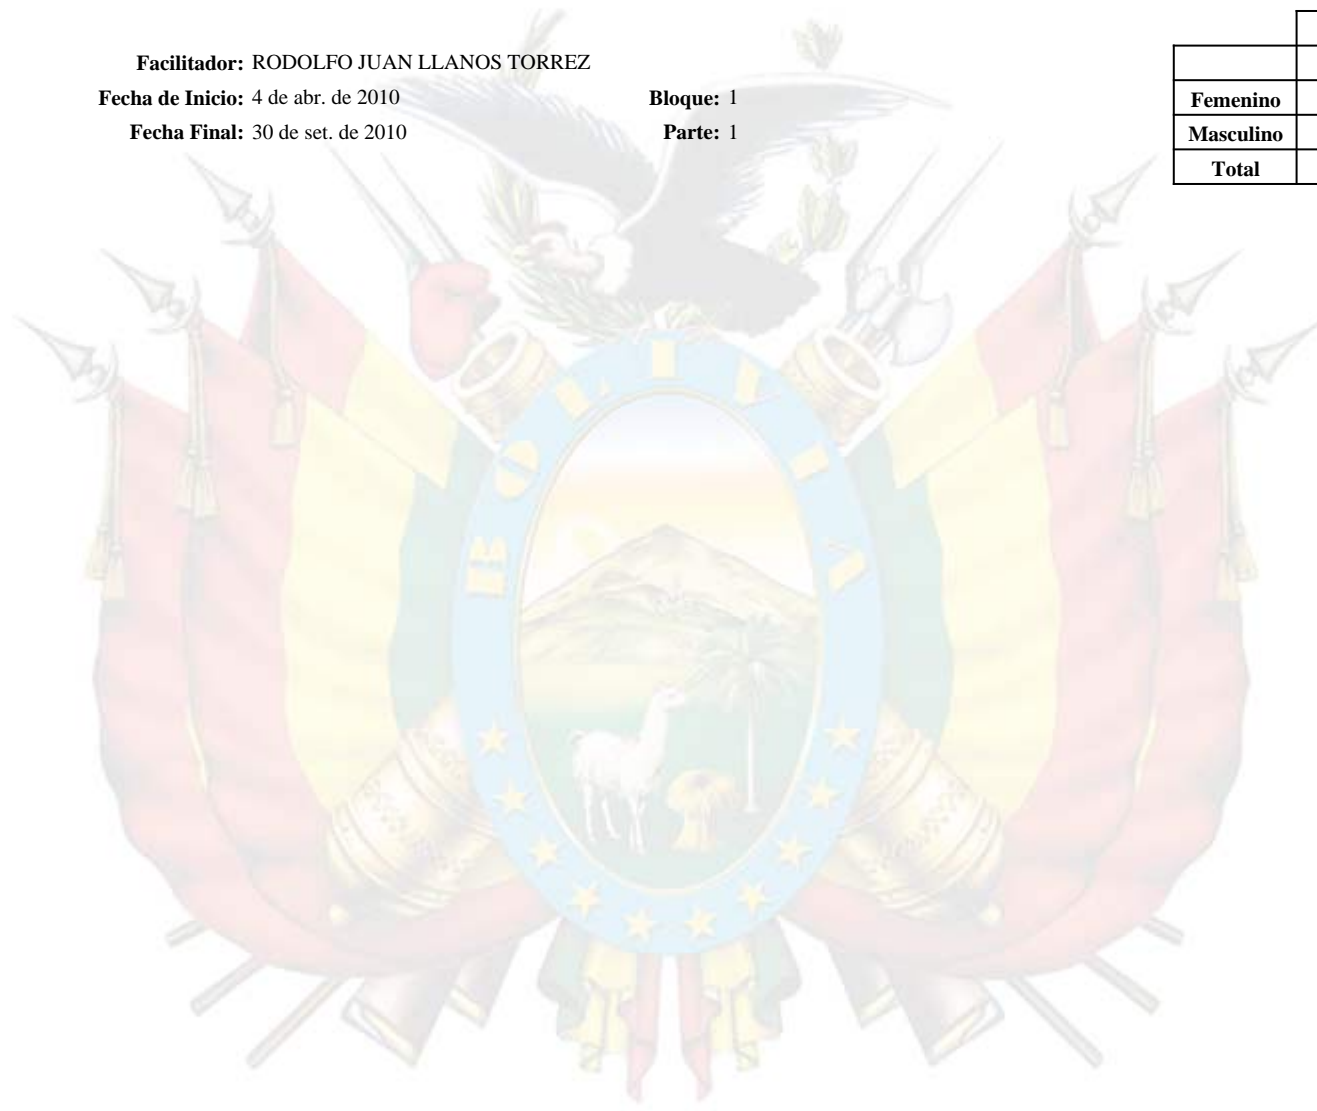 Facilitador: RODOLFO JUAN LLANOS TORREZ
Fecha de Inicio: 4 de abr. de 2010 Bloque: 1
Fecha Final: 30 de set. de 2010 Parte: 1
Femenino
Masculino
Total
BOLIVIA